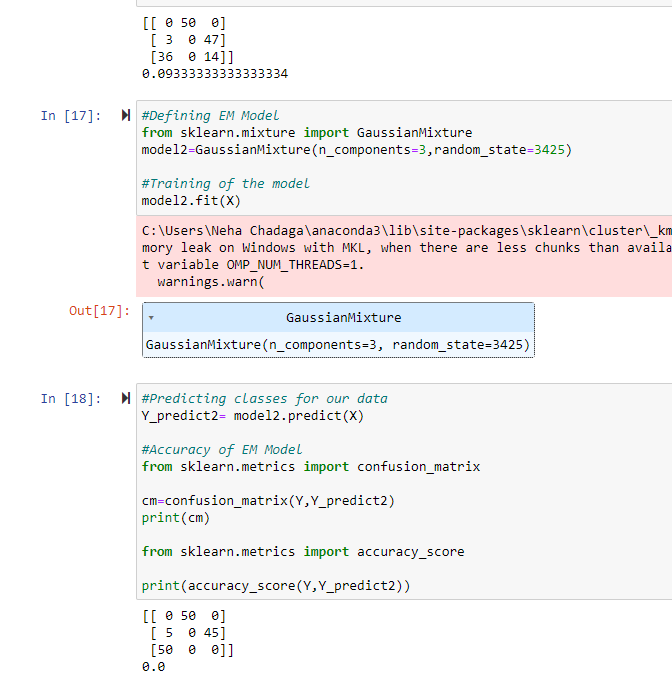 [[ 0 50  0]
 [ 3  0 47]
 [36  0 14]]
0.09333333333333334
In [17]:
#Defining EM Model
from sklearn.mixture import GaussianMixture
model2=GaussianMixture(n_components=3,random_state=3425)
#Training of the model
model2.fit(X)
C:\Users\Neha Chadaga\anaconda3\lib\site-packages\sklearn\cluster\_km
mory leak on Windows with MKL, when there are less chunks than availa
t variable OMP_NUM_THREADS=1.
  warnings.warn(
Out[17]:
GaussianMixture
GaussianMixture(n_components=3, random_state=3425)
In [18]:
#Predicting classes for our data
Y_predict2= model2.predict(X)
#Accuracy of EM Model
from sklearn.metrics import confusion_matrix
cm=confusion_matrix(Y,Y_predict2)
print(cm)
from sklearn.metrics import accuracy_score
print(accuracy_score(Y,Y_predict2))
[[ 0 50  0]
 [ 5  0 45]
 [50  0  0]]
0.0